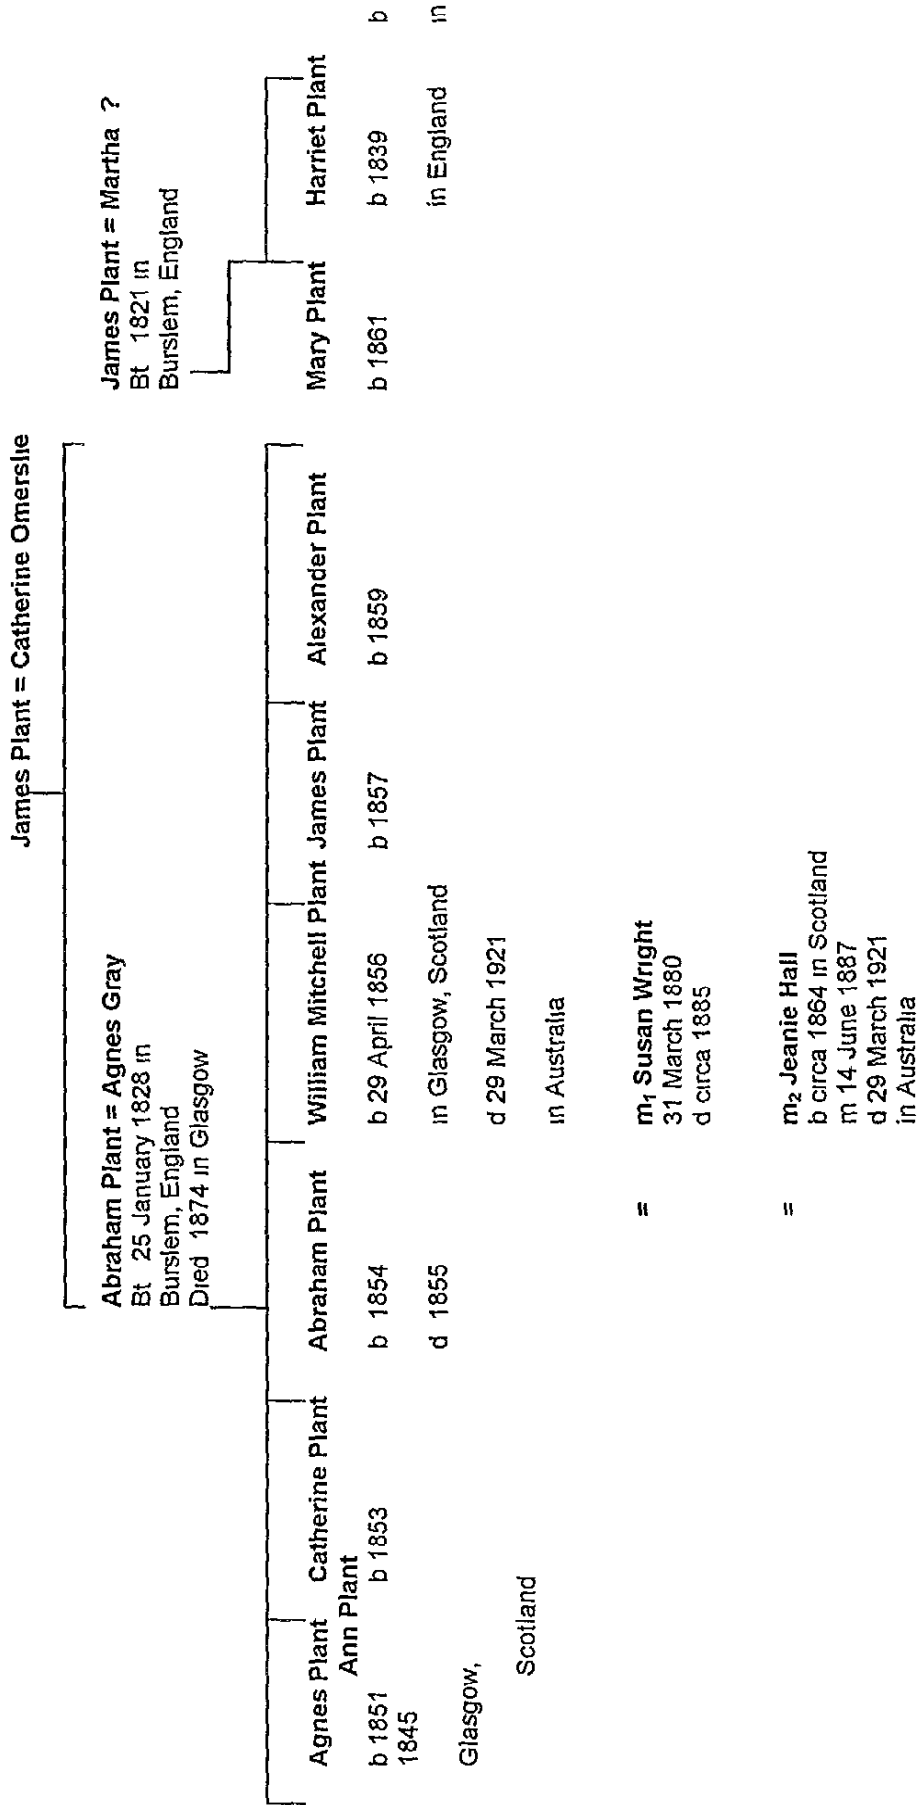 James Plant = Catherine Omerslie
Abraham Plant = Agnes Gray
Bt 25 January 1828 in
Burslem, England
Died 1874 in Glasgow
James Plant = Martha ?
Bt 1821 in
Burslem, England
Agnes Plant Catherine Plant Abraham Plant William Mitchell Plant James Plant Alexander Plant Mary Plant Harriet Plant
Ann Plant
b 1851 b 1853 b 1854 b 29 April 1856 b 1857 b 1859 b 1861 b 1839 b
1845
d 1855 in Glasgow, Scotland in England in
Glasgow,
d 29 March 1921
Scotland
in Australia
= m1 Susan Wright
31 March 1880
d circa 1885
= m2 Jeanie Hall
b circa 1864 in Scotland
m 14 June 1887
d 29 March 1921
in Australia